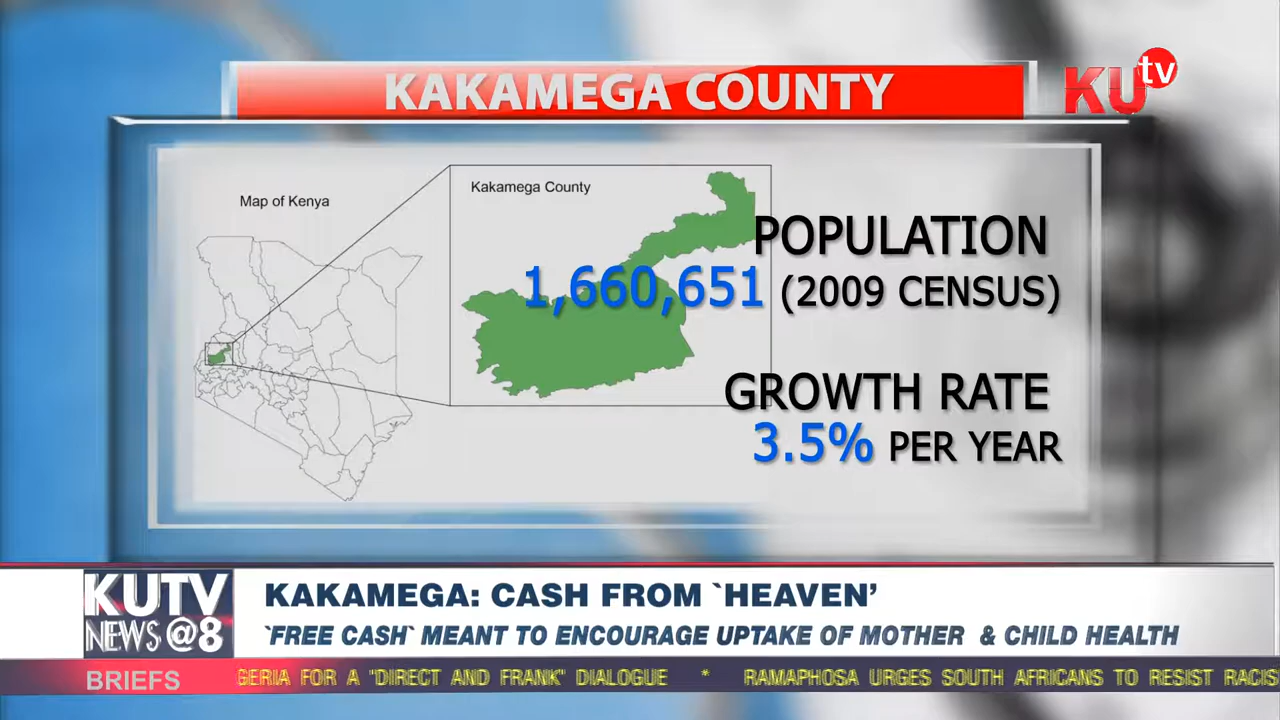 KAKAMEGA COUNTY
KU tv
Map of Kenya
Kakamega County
POPULATION
1,660,651 (2009 CENSUS)
GROWTH RATE
3.5% PER YEAR
KUTV
NEWS @8
KAKAMEGA: CASH FROM `HEAVEN’
`FREE CASH` MEANT TO ENCOURAGE UPTAKE OF MOTHER & CHILD HEALTH
BRIEFS
GERIA FOR A "DIRECT AND FRANK" DIALOGUE * RAMAPHOSA URGES SOUTH AFRICANS TO RESIST RACIS